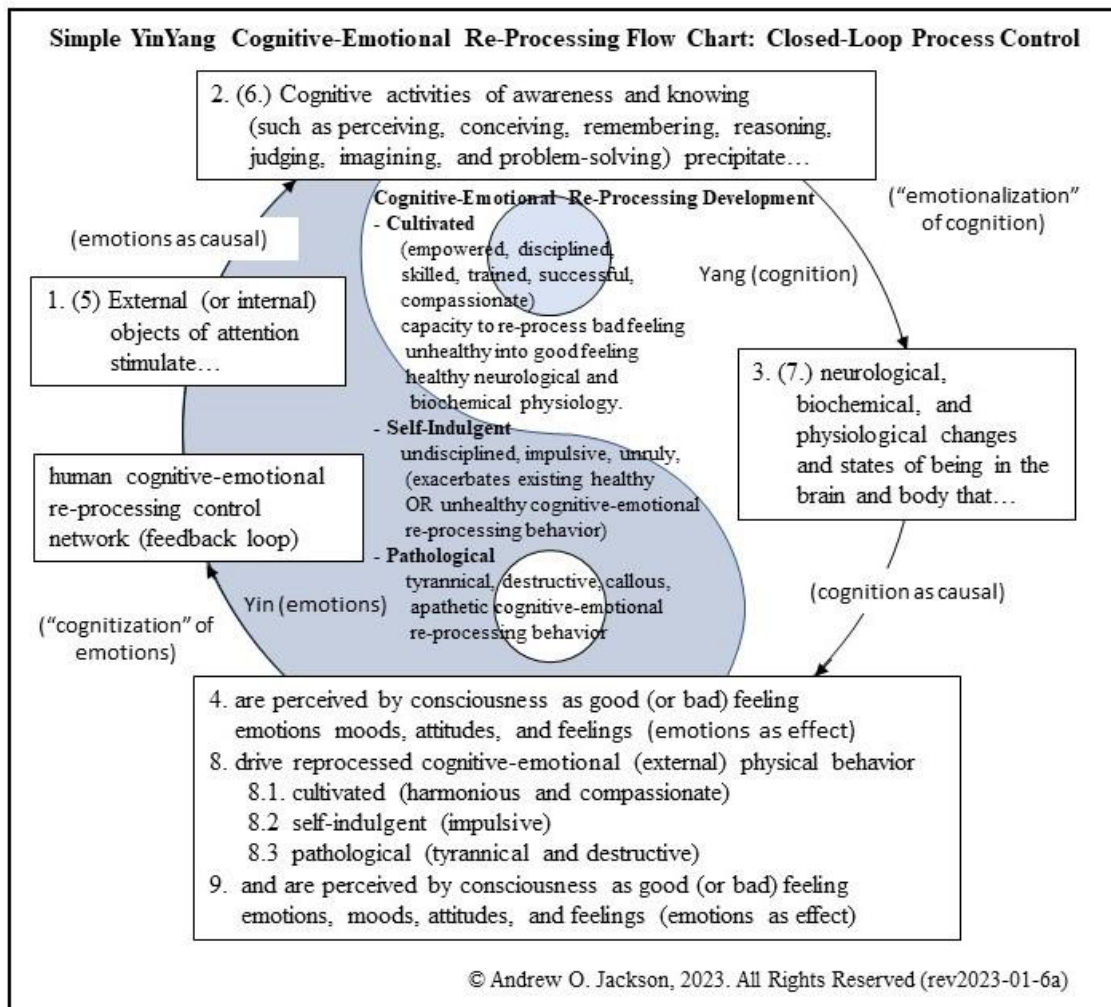 Simple YinYang Cognitive-Emotional Re-Processing Flow Chart: Closed-Loop Process Control
2. (6.) Cognitive activities of awareness and knowing
(such as perceiving, conceiving, remembering, reasoning,
judging, imagining, and problem-solving) precipitate…
(emotions as causal)
1. (5) External (or internal)
objects of attention
stimulate…
human cognitive-emotional
re-processing control
network (feedback loop)
Yin (emotions)
("cognitization" of
emotions)
Cognitive-Emotional Re-Processing Development
- Cultivated
(empowered, disciplined,
skilled, trained, successful,
compassionate)
capacity to re-process bad feeling
unhealthy into good feeling
healthy neurological and
biochemical physiology.
- Self-Indulgent
undisciplined, impulsive, unruly,
(exacerbates existing healthy
OR unhealthy cognitive-emotional
re-processing behavior)
- Pathological
tyrannical, destructive, callous,
apathetic cognitive-emotional
re-processing behavior
("emotionalization"
of cognition)
Yang (cognition)
3. (7.) neurological,
biochemical, and
physiological changes
and states of being in the
brain and body that…
(cognition as causal)
4. are perceived by consciousness as good (or bad) feeling
emotions moods, attitudes, and feelings (emotions as effect)
8. drive reprocessed cognitive-emotional (external) physical behavior
8.1. cultivated (harmonious and compassionate)
8.2 self-indulgent (impulsive)
8.3 pathological (tyrannical and destructive)
9. and are perceived by consciousness as good (or bad) feeling
emotions, moods, attitudes, and feelings (emotions as effect)
© Andrew O. Jackson, 2023. All Rights Reserved (rev2023-01-6a)